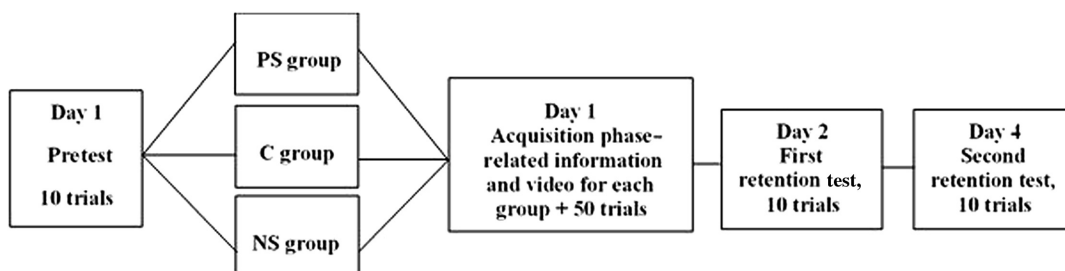 Day 1
Pretest
10 trials
PS group
C group
NS group
Day 1
Acquisition phase–
related information
and video for each
group + 50 trials
Day 2
First
retention test,
10 trials
Day 4
Second
retention test,
10 trials